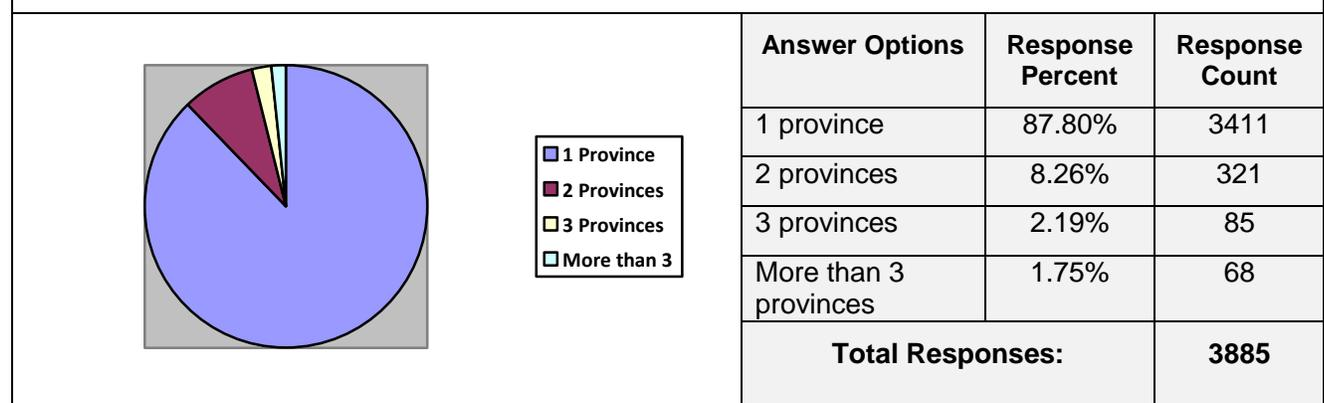 1 Province
2 Provinces
3 Provinces
More than 3
Answer Options Response Percent Response Count
1 province 87.80% 3411
2 provinces 8.26% 321
3 provinces 2.19% 85
More than 3 provinces 1.75% 68
Total Responses: 3885